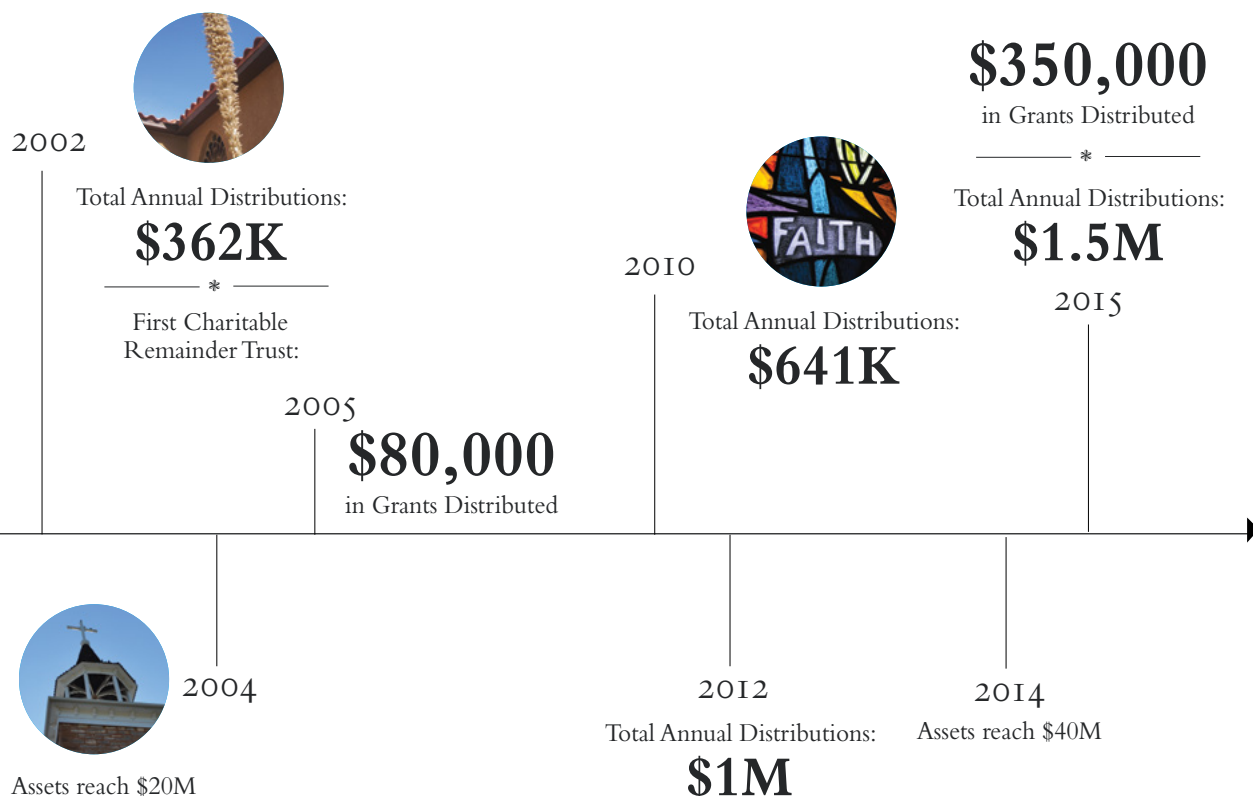 2002
Total Annual Distributions:
$362K
*
First Charitable
Remainder Trust:
2005
$80,000
in Grants Distributed
2010
FAITH
Total Annual Distributions:
$641K
$350,000
in Grants Distributed
*
Total Annual Distributions:
$1.5M
2015
2004
Assets reach $20M
2012
Total Annual Distributions:
$1M
2014
Assets reach $40M